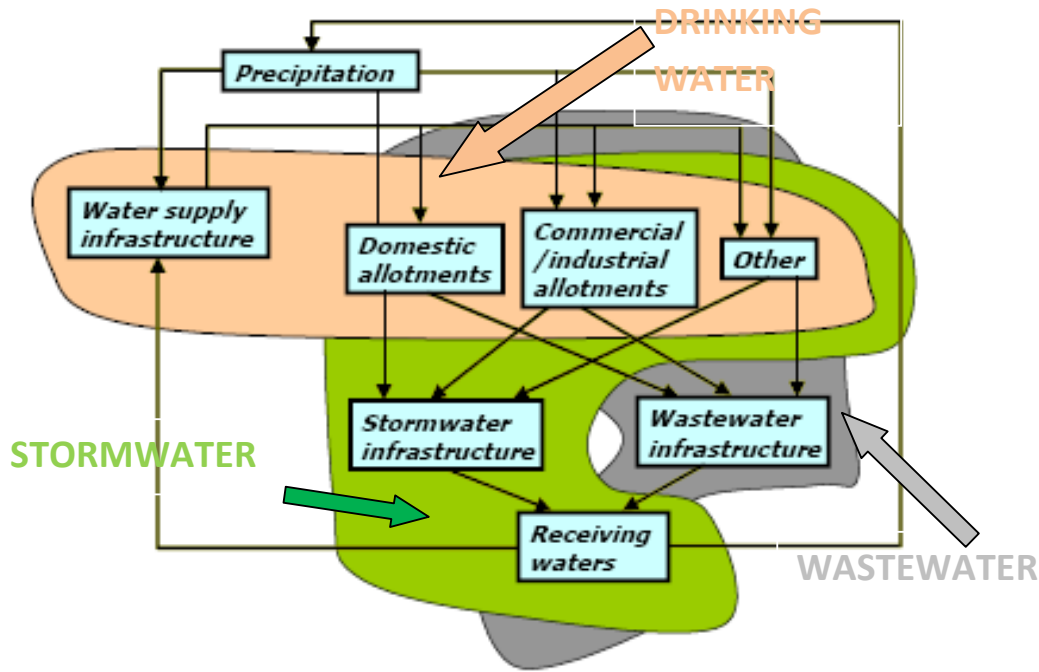 DRINKING
WATER
Precipitation
Water supply
infrastructure
Domestic
allotments
Commercial
/industrial
allotments
Other
Stormwater
infrastructure
Wastewater
infrastructure
STORMWATER
Receiving
waters
WASTEWATER